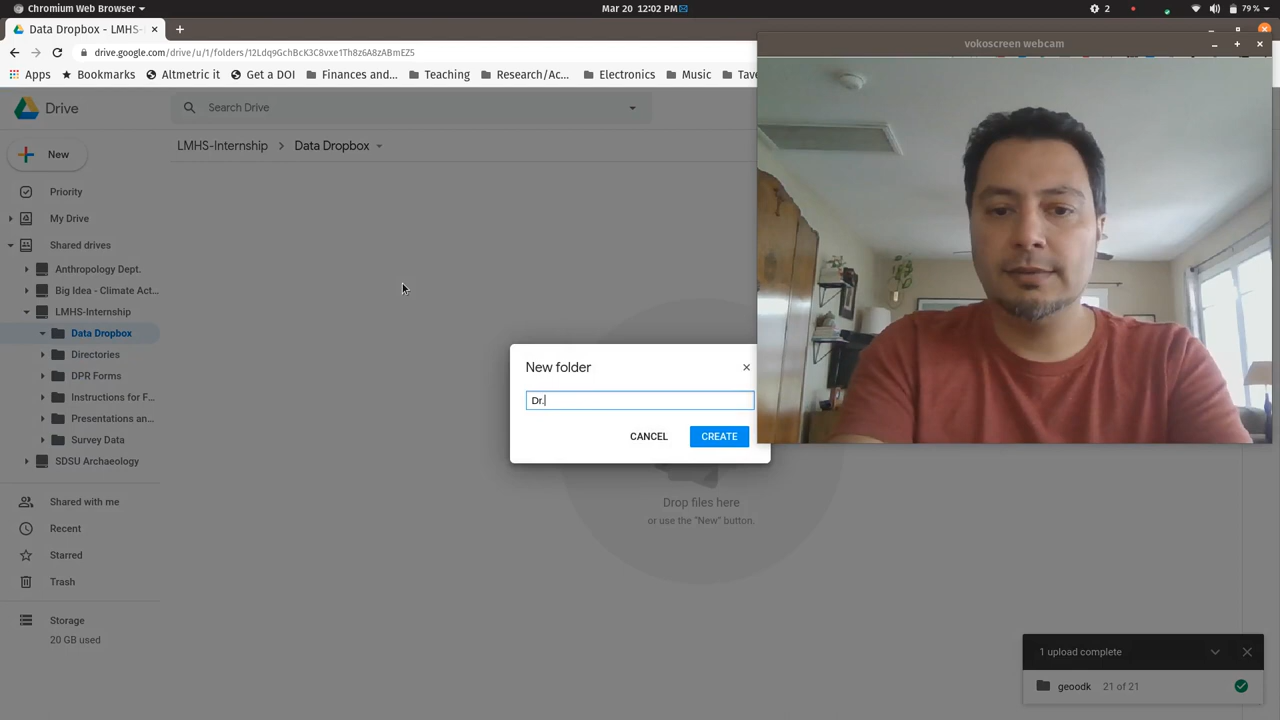 Chromium Web Browser
Mar 20 12:02 PM
2
79 %
Data Dropbox - LMHS-I
vokoscreen webcam
drive.google.com/drive/u/1/folders/12Ldq9GchBcK3C8vxe1Th8z6A8zABmEZ5
Apps
Bookmarks
Altmetric it
Get a DOI
Finances and...
Teaching
Research/Ac...
Electronics
Music
Drive
Search Drive
New
LMHS-Internship
Data Dropbox
Priority
My Drive
Shared drives
Anthropology Dept.
Big Idea - Climate Act...
LMHS-Internship
Data Dropbox
Directories
DPR Forms
Instructions for F...
Presentations an...
Survey Data
SDSU Archaeology
Shared with me
Recent
Starred
Trash
Storage
20 GB used
New folder
Dr.
CANCEL
CREATE
Drop files here
or use the "New" button.
1 upload complete
geoodk
21 of 21